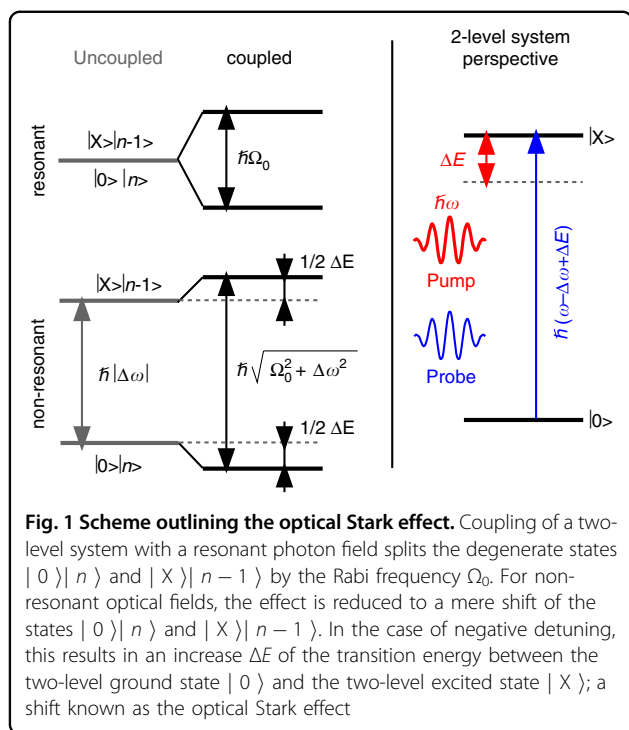 Uncoupled
coupled
2-level system
perspective
resonant
|X>|n-1>
|0>|n>
ℏΩ₀
|X>
ΔE
ℏω
Pump
Probe
ℏ(ω-Δω+ΔE)
|0>
non-resonant
|X>|n-1>
1/2 ΔE
ℏ|Δω|
ℏ√(Ω₀² + Δω²)
1/2 ΔE
|0>|n>
Fig. 1 Scheme outlining the optical Stark effect. Coupling of a two-
level system with a resonant photon field splits the degenerate states
| 0 ⟩| n ⟩ and | X ⟩| n − 1 ⟩ by the Rabi frequency Ω₀. For non-
resonant optical fields, the effect is reduced to a mere shift of the
states | 0 ⟩| n ⟩ and | X ⟩| n − 1 ⟩. In the case of negative detuning,
this results in an increase ΔE of the transition energy between the
two-level ground state | 0 ⟩ and the two-level excited state | X ⟩; a
shift known as the optical Stark effect